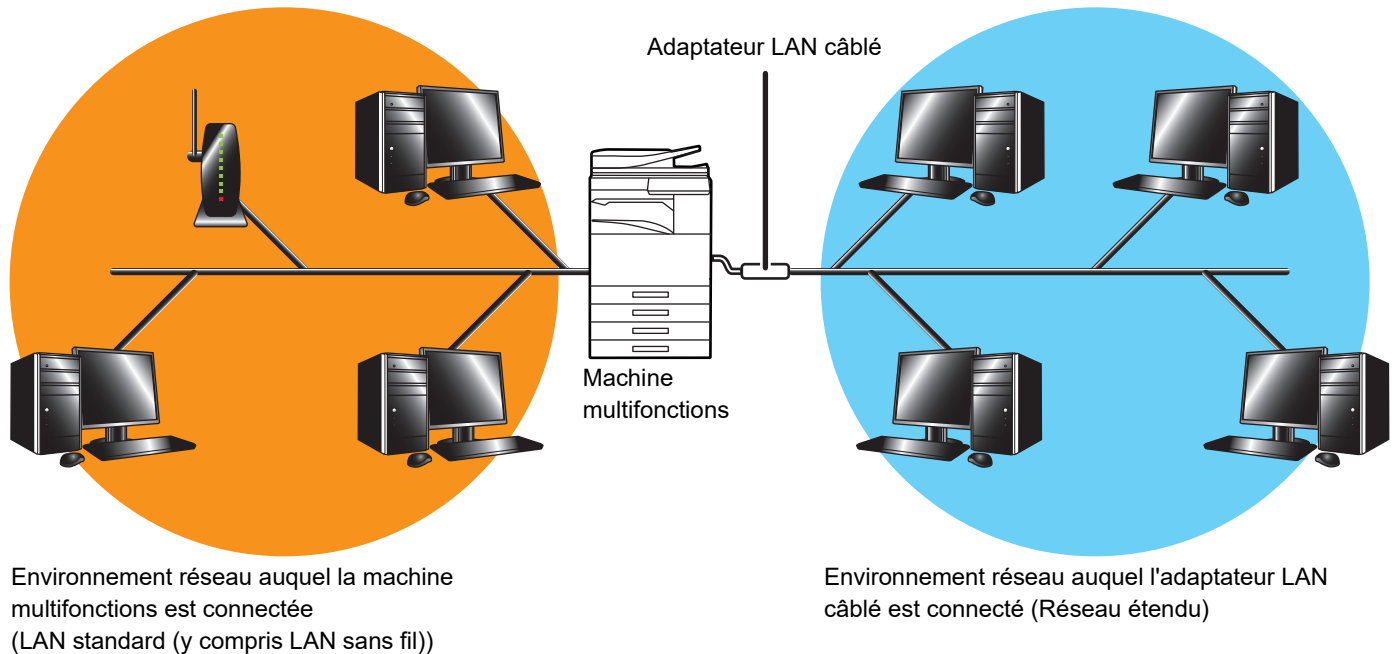 Adaptateur LAN câblé
Machine
multifonctions
Environnement réseau auquel la machine
multifonctions est connectée
(LAN standard (y compris LAN sans fil))
Environnement réseau auquel l'adaptateur LAN
câblé est connecté (Réseau étendu)